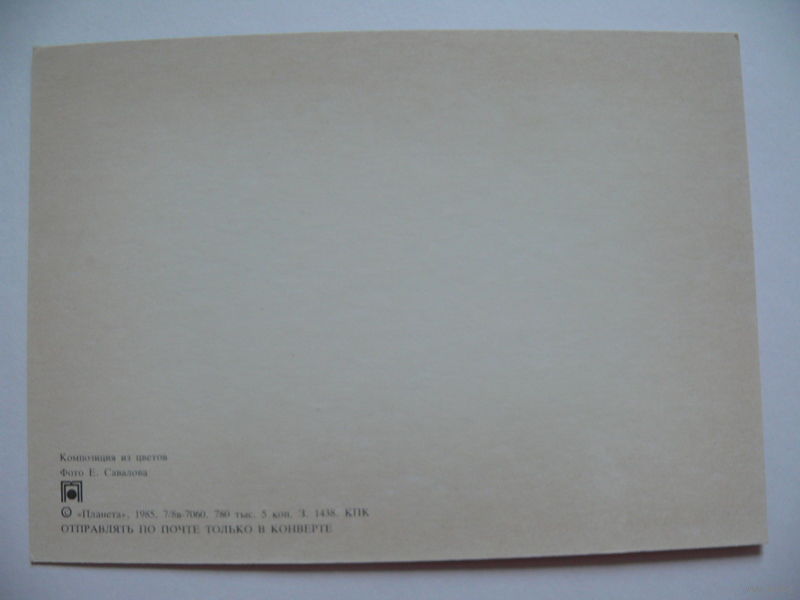 Композиция из цветов
Фото Е. Савалова
© «Планета», 1985. 7/8в-7060. 780 тыс. 5 коп. З. 1438. КПК
ОТПРАВЛЯТЬ ПО ПОЧТЕ ТОЛЬКО В КОНВЕРТЕ